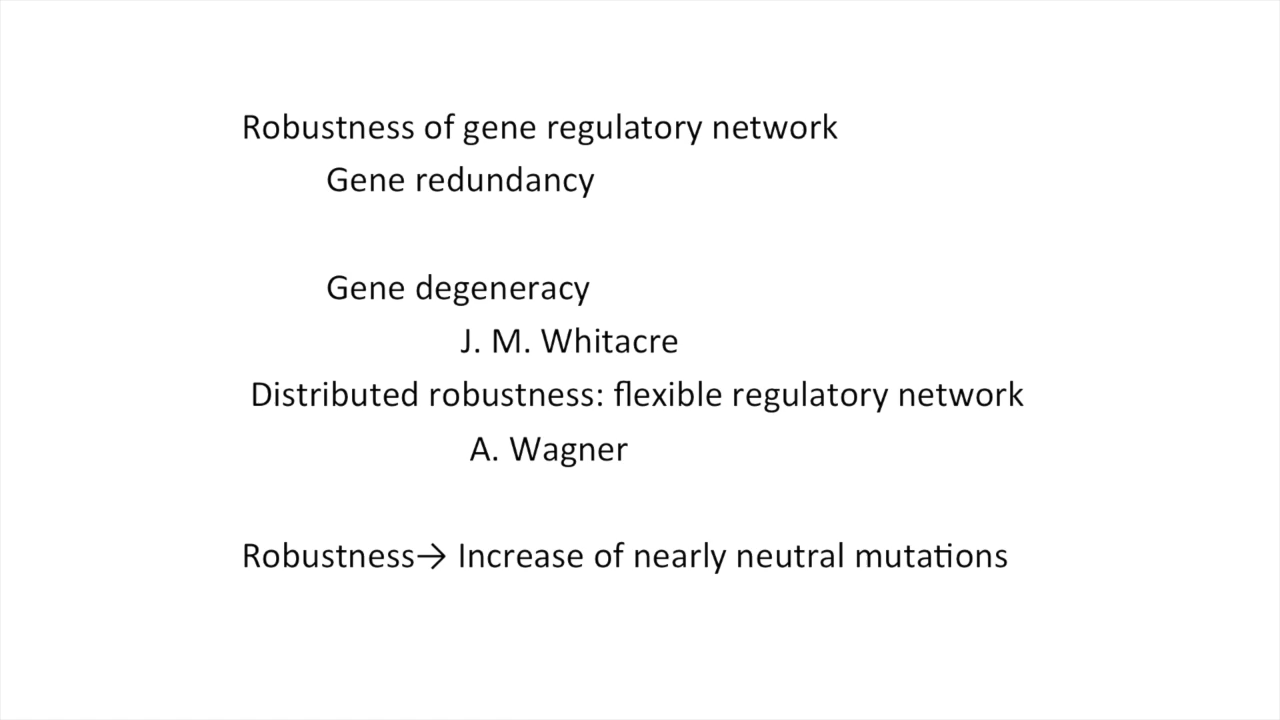 Robustness of gene regulatory network
Gene redundancy
Gene degeneracy
J. M. Whitacre
Distributed robustness: flexible regulatory network
A. Wagner
Robustness→ Increase of nearly neutral mutations